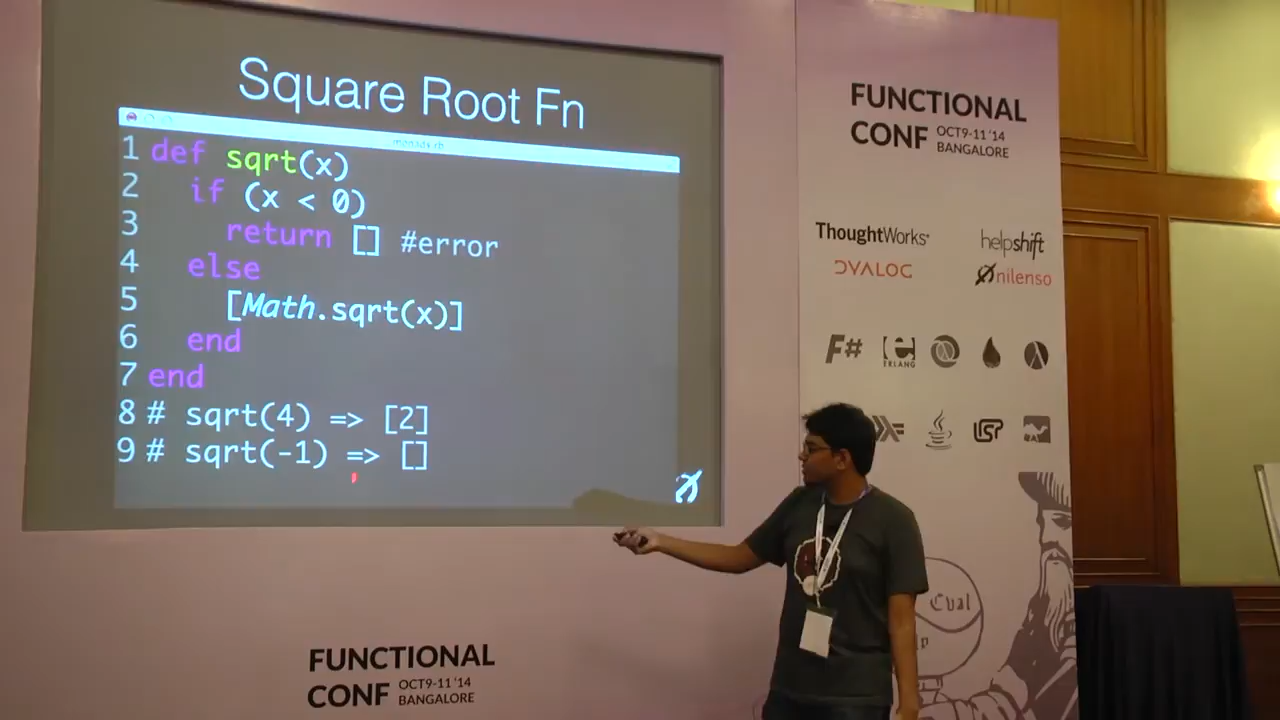 Square Root Fn
1 def sqrt(x)
2 if (x < 0)
3 return [] #error
4 else
5 [Math.sqrt(x)]
6 end
7 end
8 # sqrt(4) => [2]
9 # sqrt(-1) => []
FUNCTIONAL
CONF OCT9-11 '14
BANGALORE
ThoughtWorks®
helpshift
DYALOG
nilenso
F#
ERLANG
LISP
Eval
FUNCTIONAL
CONF OCT9-11 '14
BANGALORE